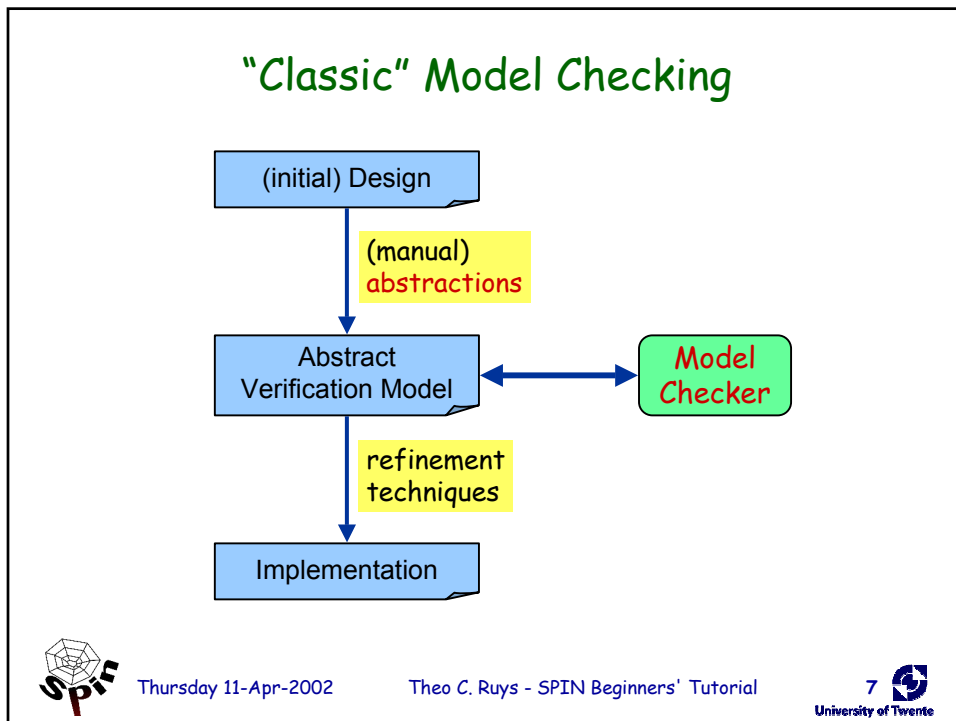 “Classic” Model Checking
(initial) Design
(manual)
abstractions
Abstract
Verification Model
Model
Checker
refinement
techniques
Implementation
Spin
Thursday 11-Apr-2002
Theo C. Ruys - SPIN Beginners' Tutorial
7
University of Twente